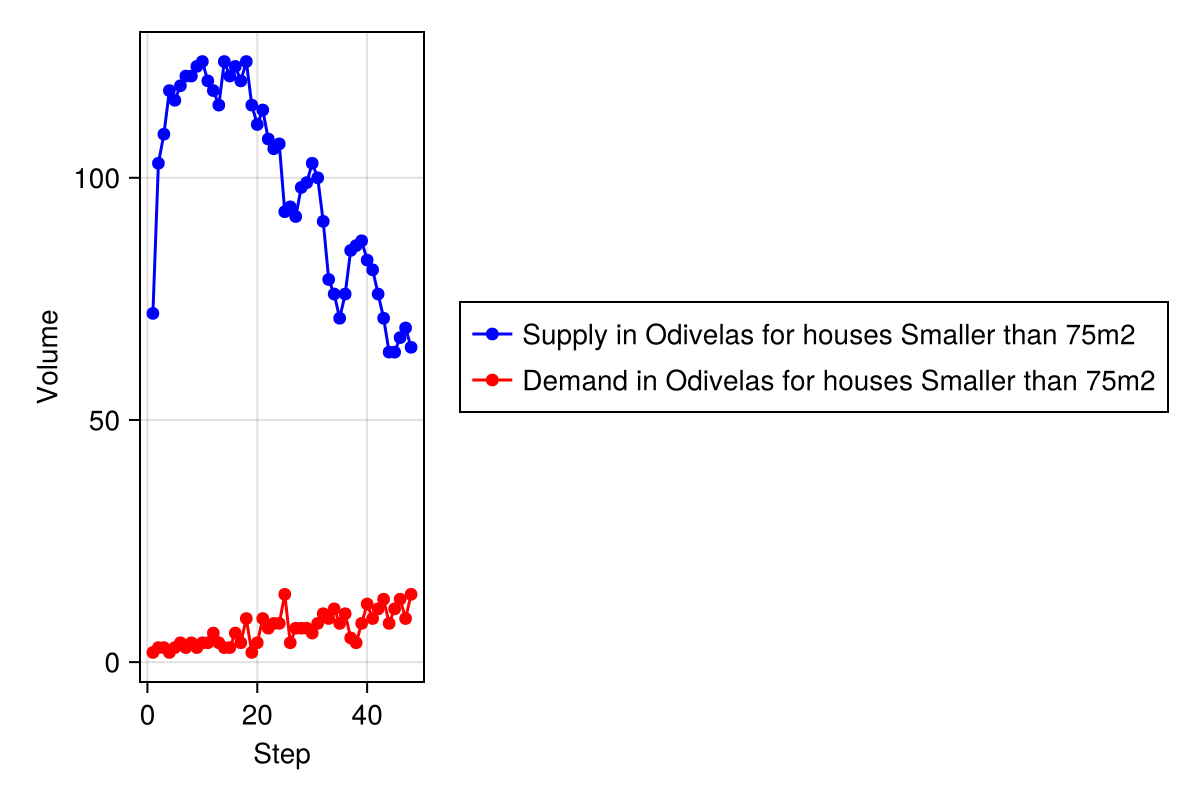 100
50
0
Volume
0 20 40
Step
Supply in Odivelas for houses Smaller than 75m2
Demand in Odivelas for houses Smaller than 75m2